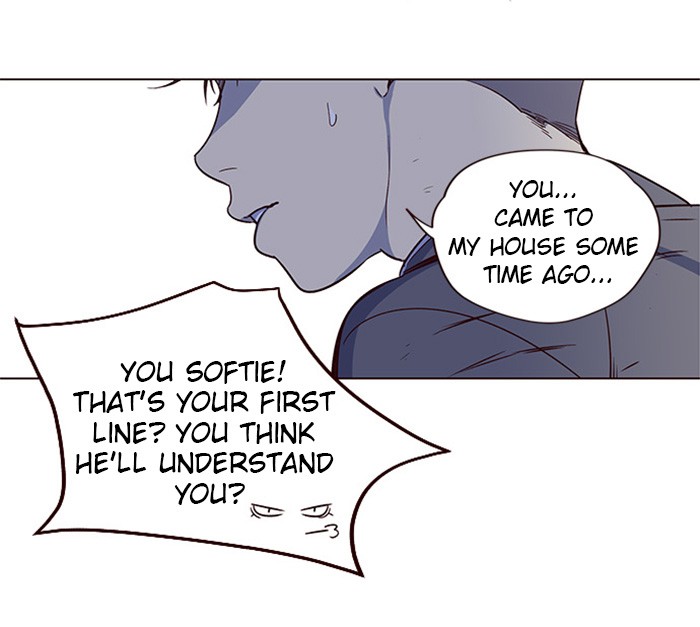 YOU...
CAME TO
MY HOUSE SOME
TIME AGO...
YOU SOFTIE!
THAT'S YOUR FIRST
LINE? YOU THINK
HE'LL UNDERSTAND
YOU?